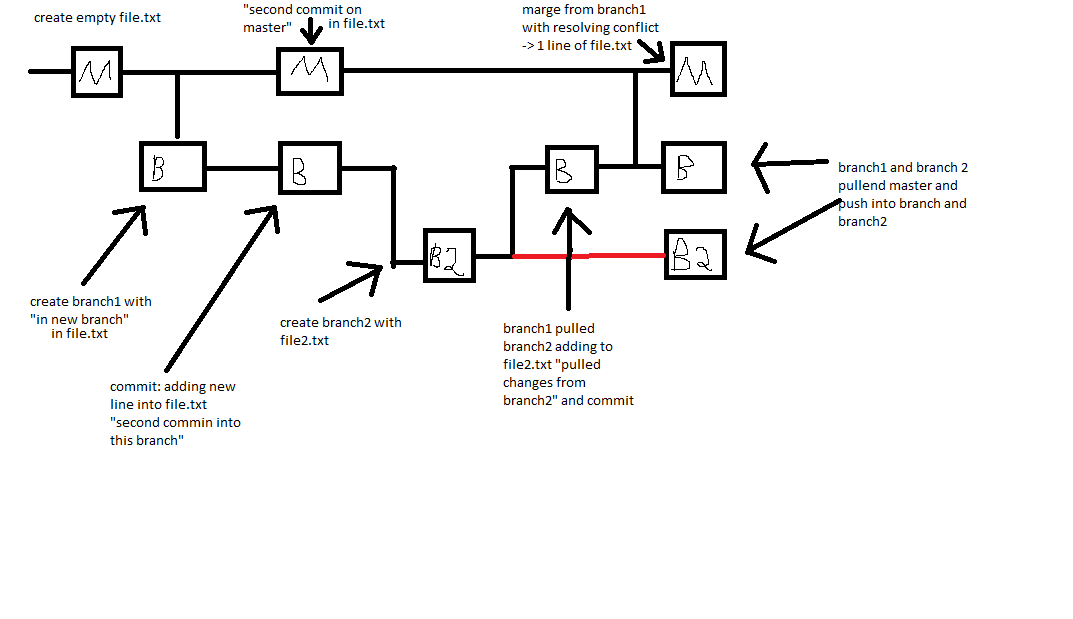 create empty file.txt
"second commit on
master"
in file.txt
marge from branch1
with resolving conflict
-> 1 line of file.txt
M
M
M
B
B
B
B
B2
B2
branch1 and branch 2
pullend master and
push into branch and
branch2
create branch1 with
"in new branch"
in file.txt
create branch2 with
file2.txt
branch1 pulled
branch2 adding to
file2.txt "pulled
changes from
branch2" and commit
commit: adding new
line into file.txt
"second commin into
this branch"